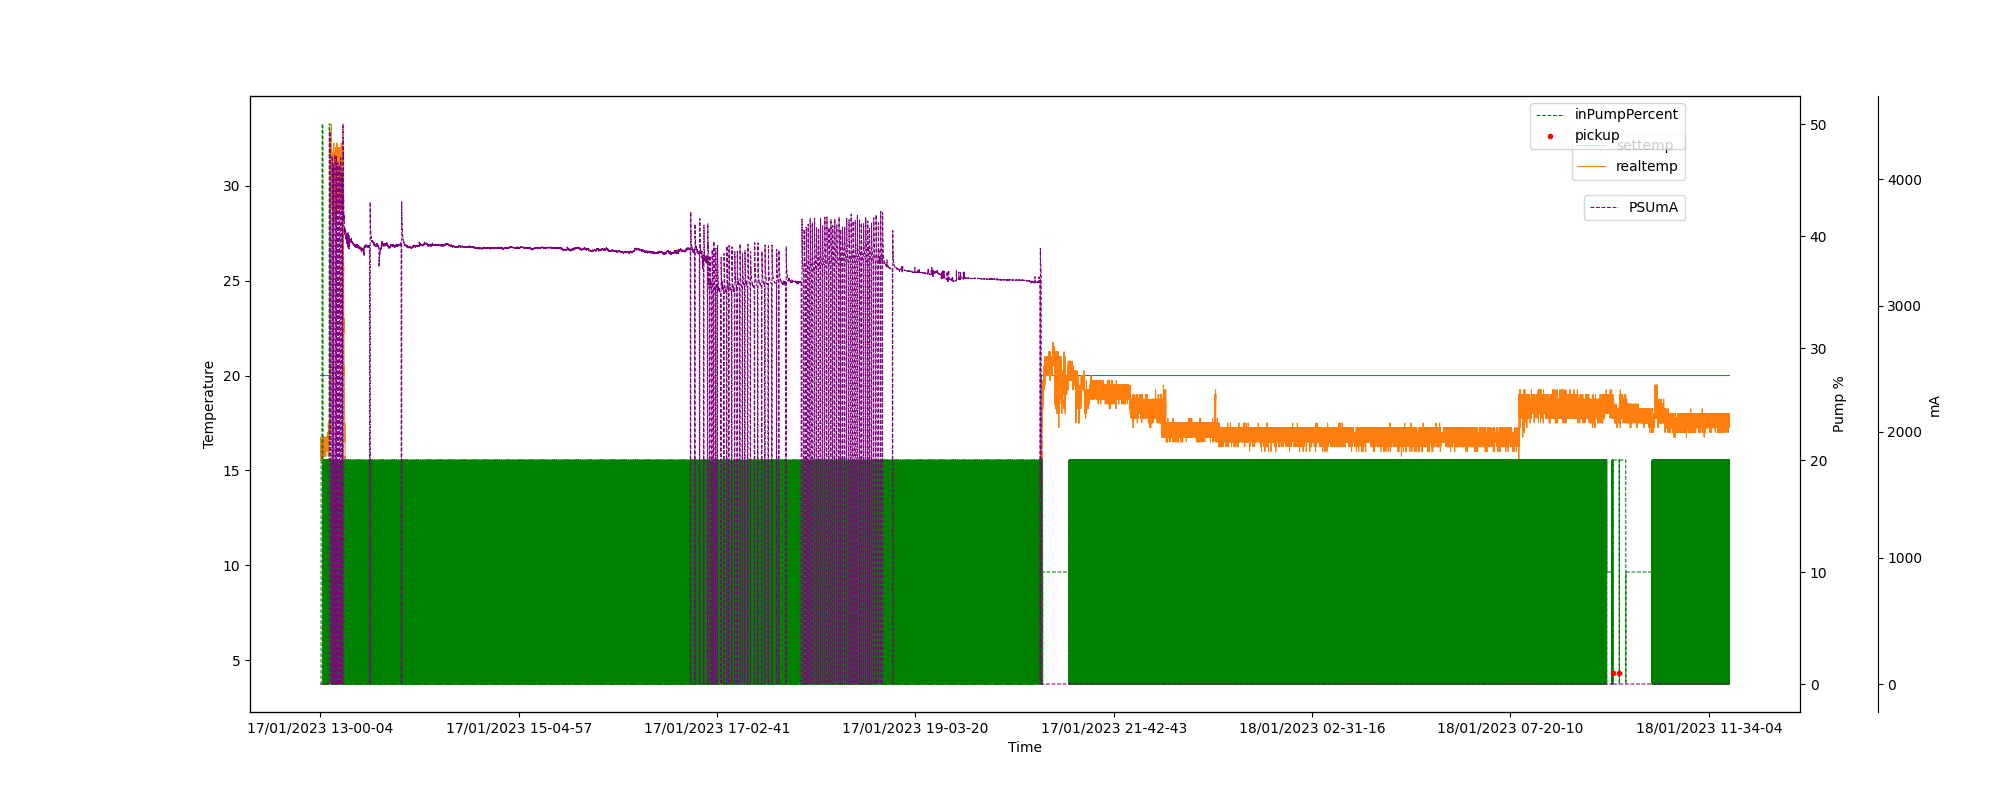 inPumpPercent
pickup
settemp
realtemp
PSUmA
30
25
20
15
10
5
Temperature
50
40
30
20
10
0
Pump %
4000
3000
2000
1000
0
mA
17/01/2023 13-00-04
17/01/2023 15-04-57
17/01/2023 17-02-41
17/01/2023 19-03-20
17/01/2023 21-42-43
18/01/2023 02-31-16
18/01/2023 07-20-10
18/01/2023 11-34-04
Time